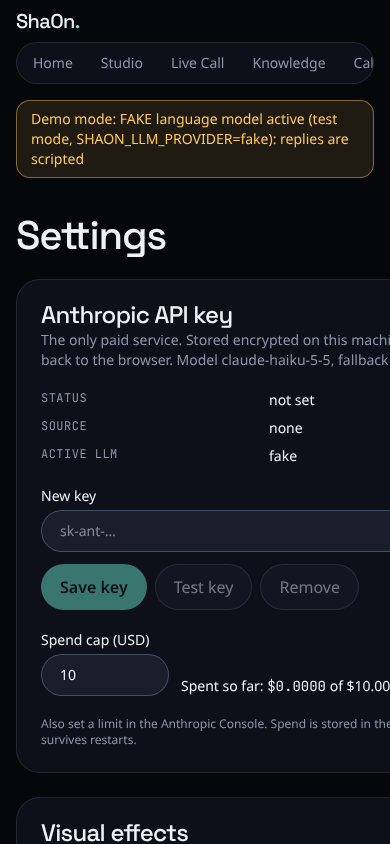 ShaOn.
Home Studio Live Call Knowledge Cal
Demo mode: FAKE language model active (test
mode, SHAON_LLM_PROVIDER=fake): replies are
scripted
Settings
Anthropic API key
The only paid service. Stored encrypted on this machi
back to the browser. Model claude-haiku-5-5, fallback
STATUS not set
SOURCE none
ACTIVE LLM fake
New key
sk-ant-...
Save key Test key Remove
Spend cap (USD)
10 Spent so far: $0.0000 of $10.00
Also set a limit in the Anthropic Console. Spend is stored in the
survives restarts.
Visual effects